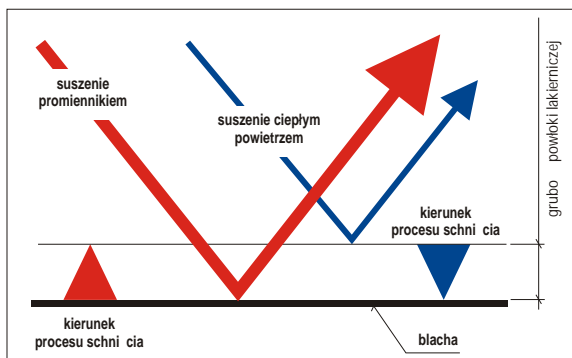 suszenie
promiennikiem
suszenie ciepłym
powietrzem
kierunek
procesu schni cia
grubo powłoki lakierniczej
kierunek
procesu schni cia
blacha